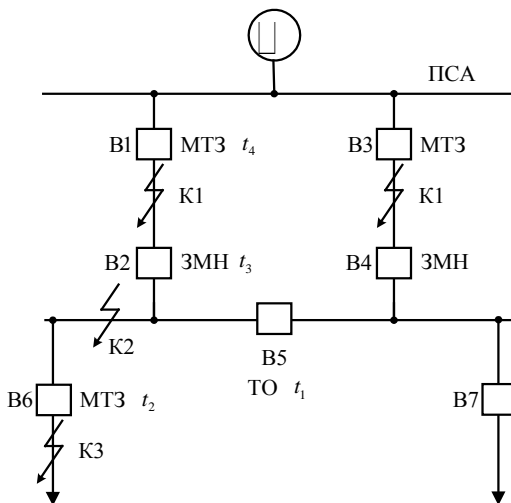 ПСА
В1 МТЗ t₄
В3 МТЗ
К1
К1
В2 ЗМН t₃
В4 ЗМН
К2
В5
ТО t₁
В6 МТЗ t₂
В7
К3